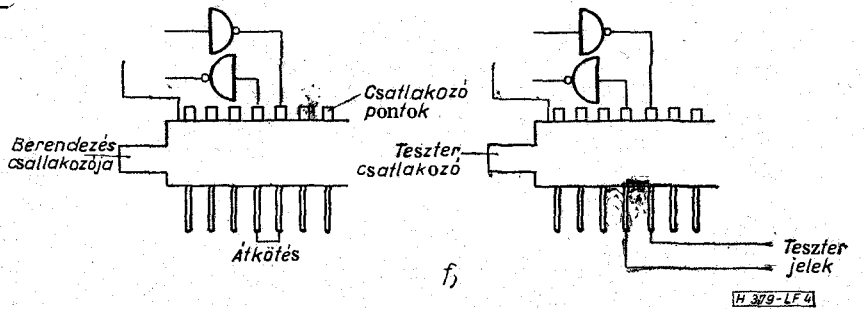 Csatlakozó
pontok
Berendezés
csatlakozója
Átkötés
Teszter
csatlakozó
Teszter
jelek
f)
H 379-LF 4